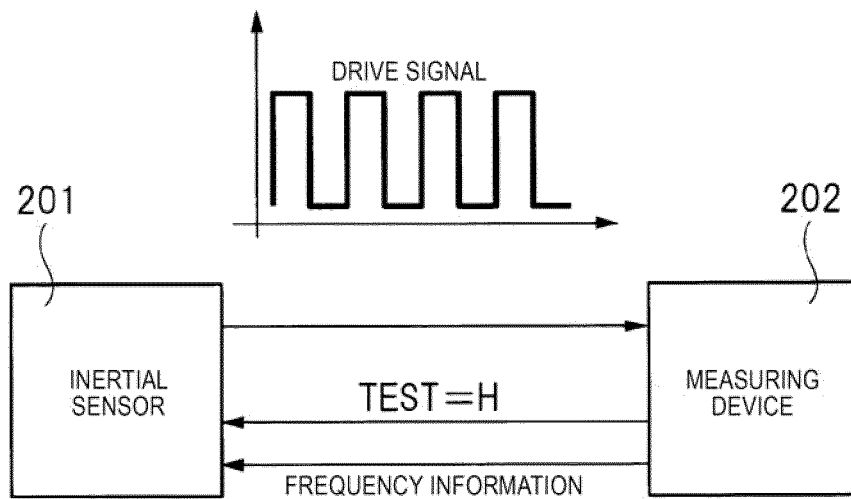 DRIVE SIGNAL
201
202
INERTIAL
SENSOR
TEST=H
MEASURING
DEVICE
FREQUENCY INFORMATION